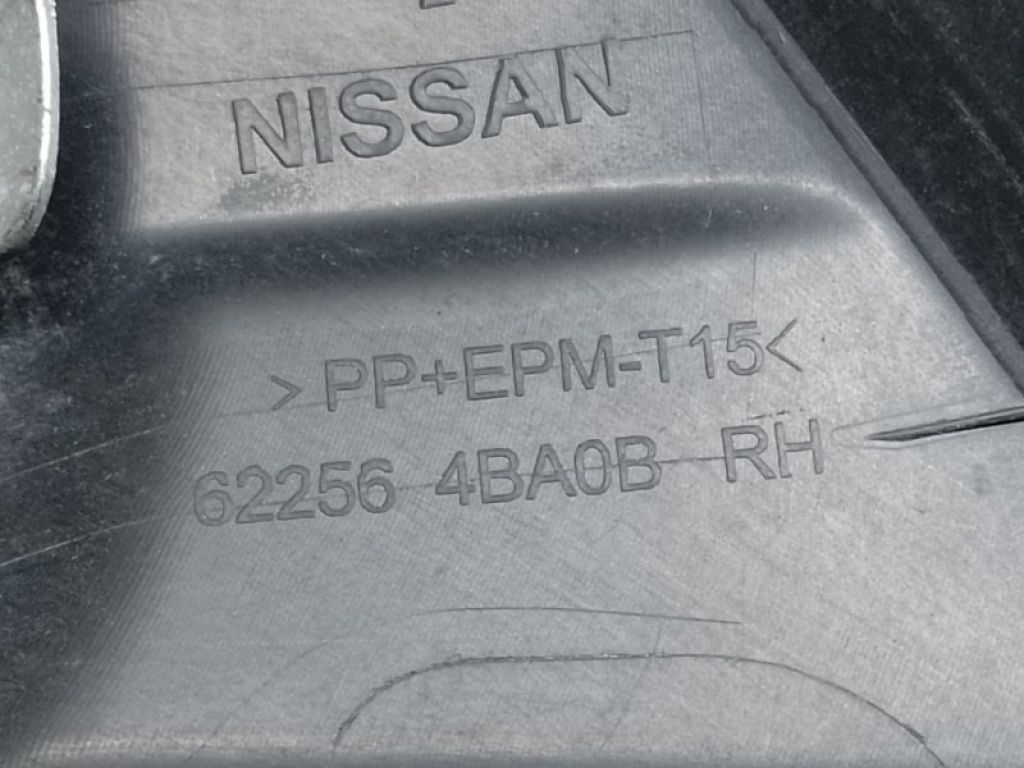 NISSAN
>PP+EPM-T15<
62256 4BA0B RH